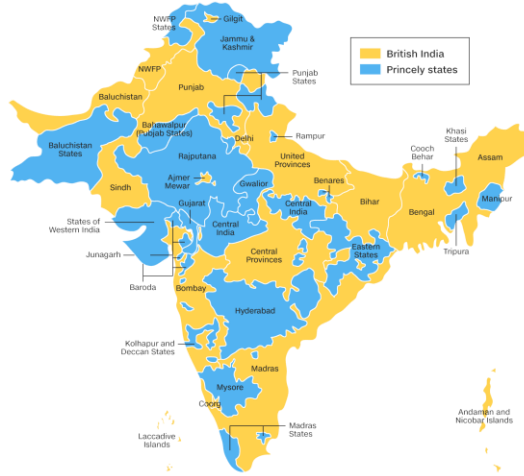 NWFP
States
Gilgit
Jammu &
Kashmir
British India
Princely states
NWFP
Punjab
Punjab
States
Baluchistan
Bahawalpur
(Punjab States)
Delhi
Rampur
Khasi
States
Baluchistan
States
Rajputana
United
Provinces
Cooch
Behar
Assam
Ajmer
Mewar
Sindh
Gwalior
Benares
Bihar
Manipur
Gujarat
Central
India
Bengal
States of
Western India
Central
India
Tripura
Junagarh
Central
Provinces
Eastern
States
Baroda
Bombay
Hyderabad
Kolhapur and
Deccan States
Madras
Mysore
Coorg
Andaman and
Nicobar Islands
Laccadive
Islands
Madras
States